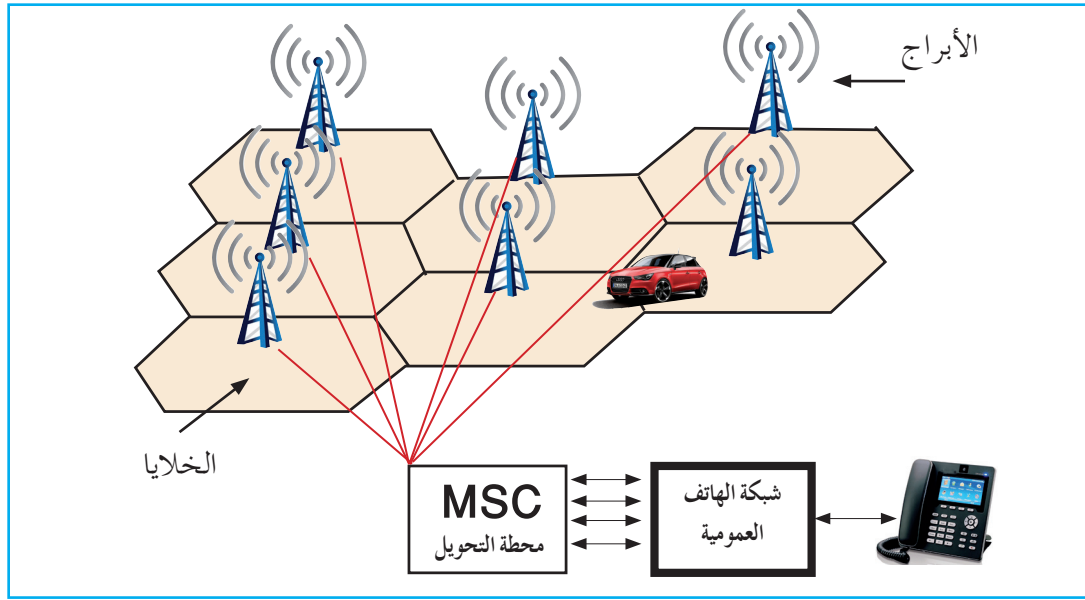 الأبراج
الخلايا
MSC
محطة التحويل
شبكة الهاتف
العمومية